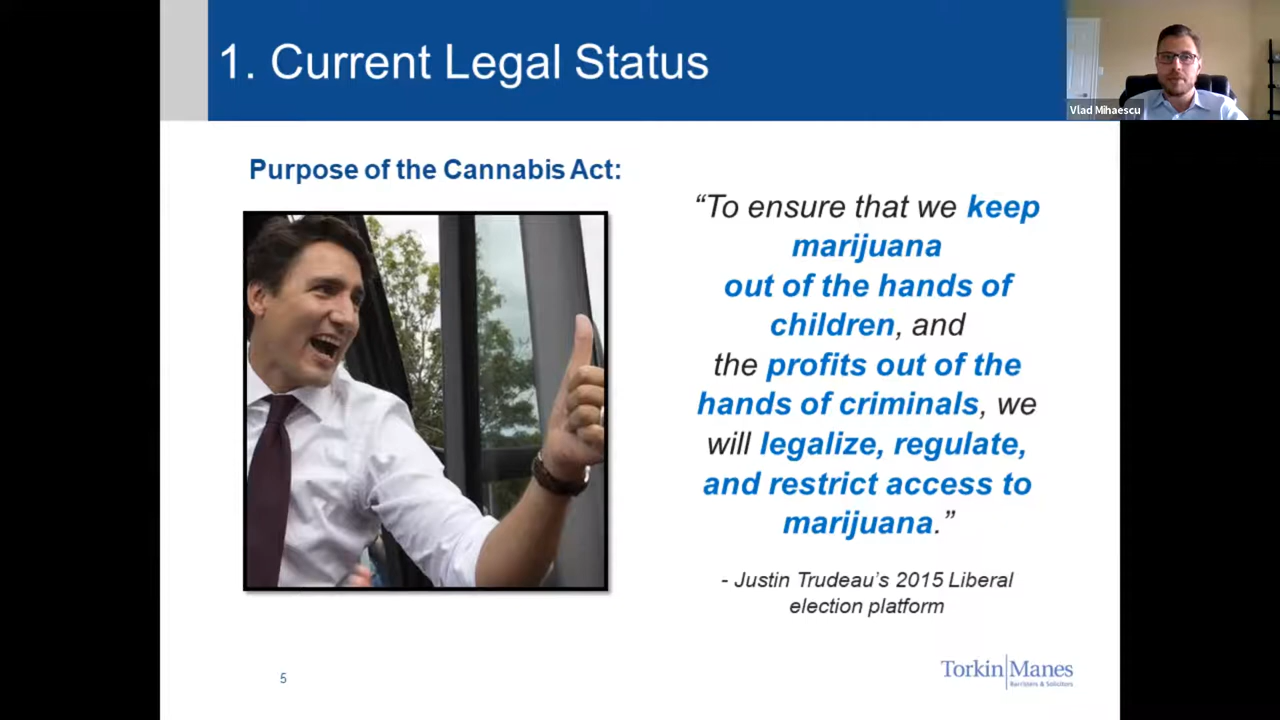 1. Current Legal Status
Vlad Mihaescu
Purpose of the Cannabis Act:
“To ensure that we keep
marijuana
out of the hands of
children, and
the profits out of the
hands of criminals, we
will legalize, regulate,
and restrict access to
marijuana.”
- Justin Trudeau’s 2015 Liberal
election platform
5
Torkin Manes
Barristers & Solicitors